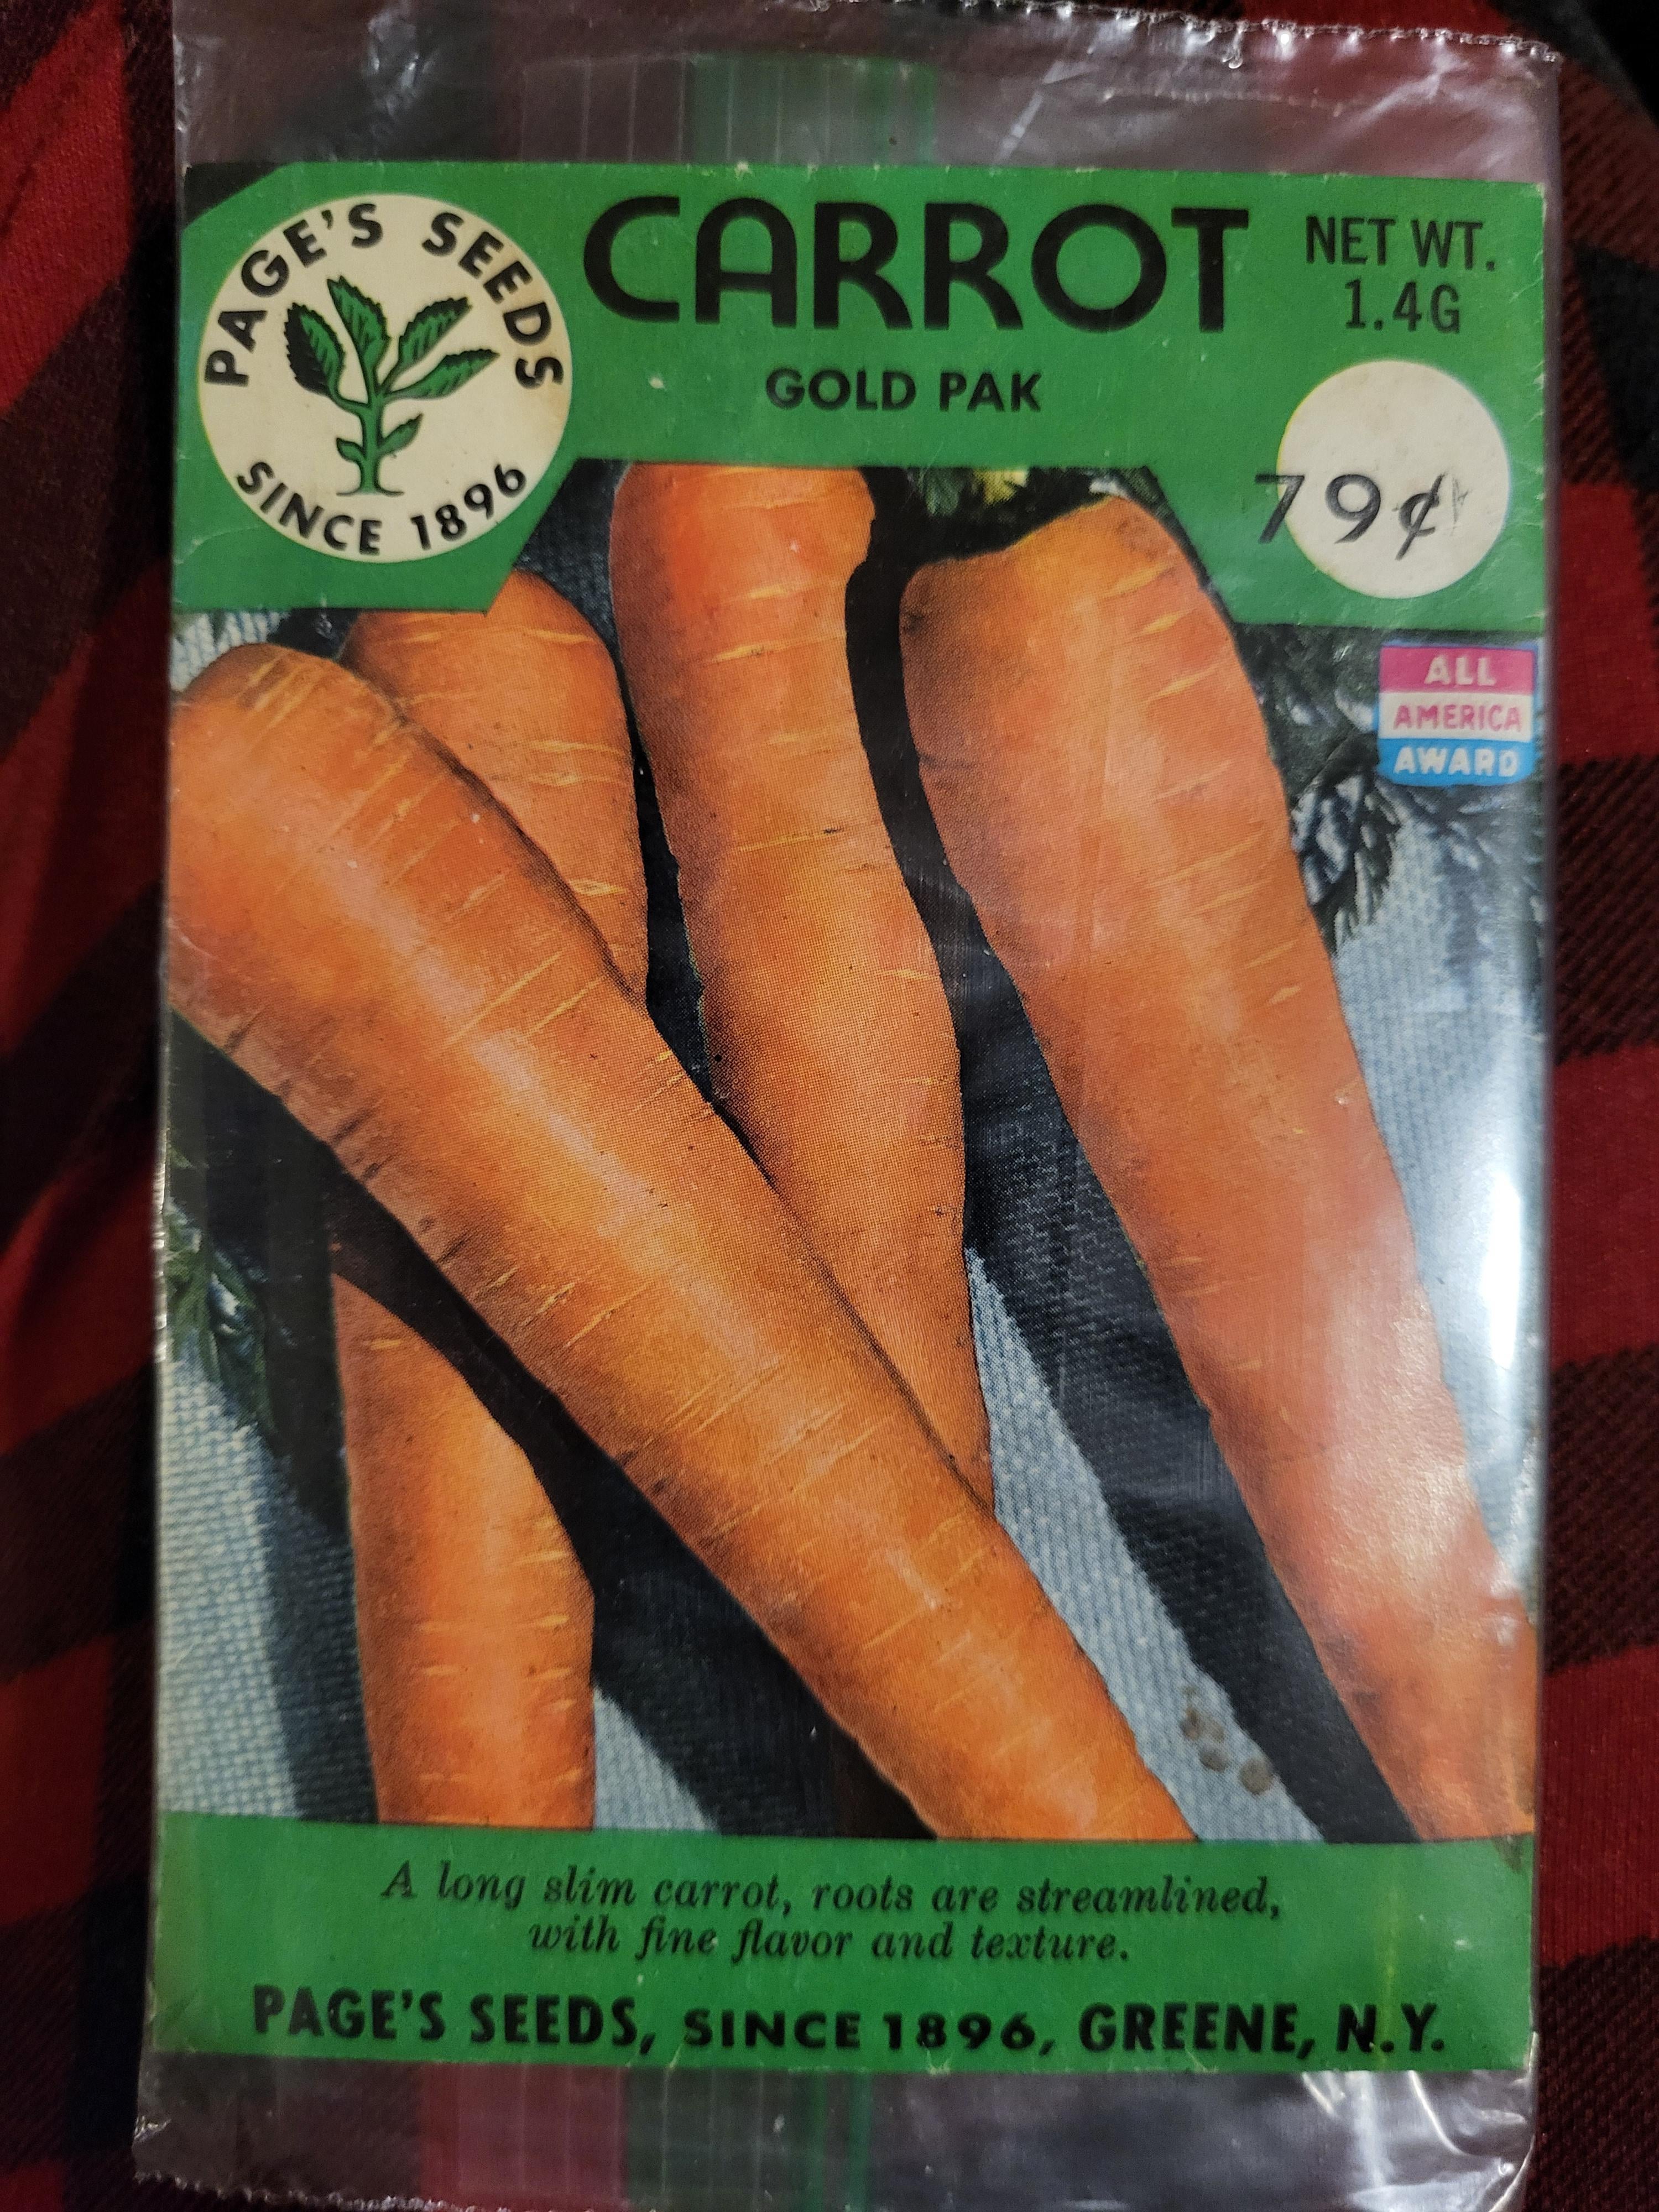 PAGE'S SEEDS
SINCE 1896
CARROT
GOLD PAK
NET WT.
1.4G
79¢
ALL
AMERICA
AWARD
A long slim carrot, roots are streamlined,
with fine flavor and texture.
PAGE'S SEEDS, SINCE 1896, GREENE, N.Y.